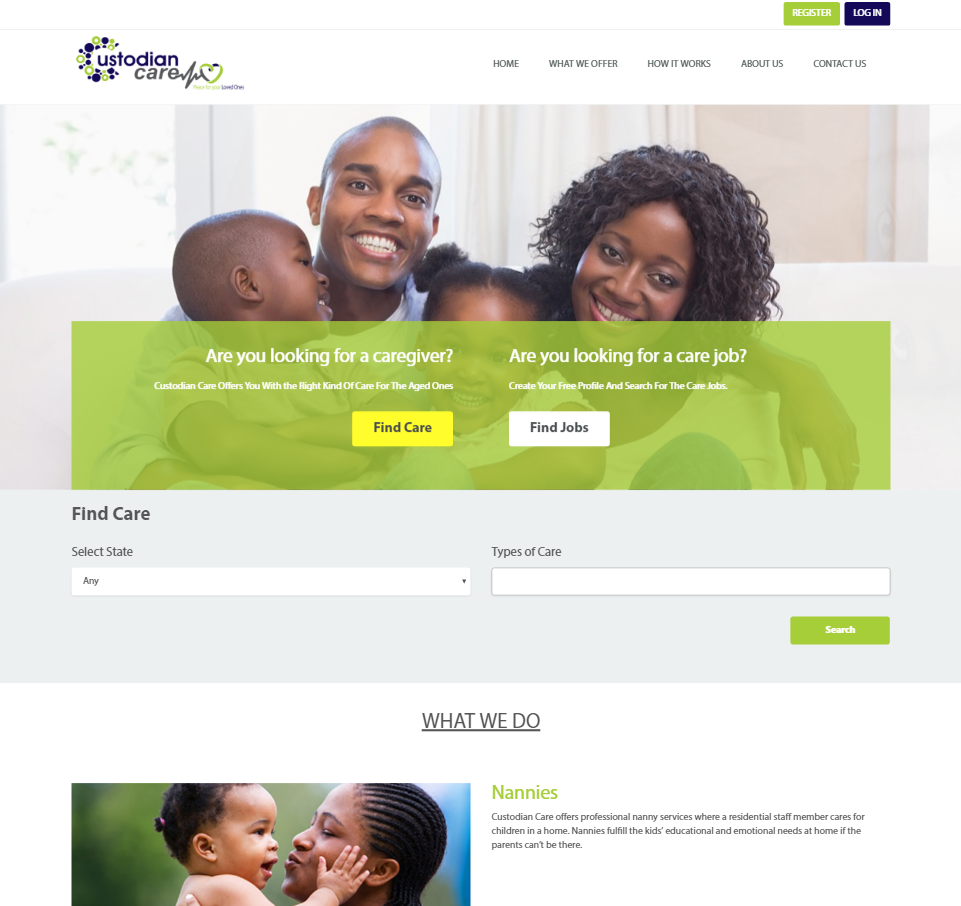 REGISTER LOG IN
Custodian
care
Peace for your Loved Ones
HOME WHAT WE OFFER HOW IT WORKS ABOUT US CONTACT US
Are you looking for a caregiver?
Custodian Care Offers You With the Right Kind Of Care For The Aged Ones
Find Care
Are you looking for a care job?
Create Your Free Profile And Search For The Care Jobs.
Find Jobs
Find Care
Select State
Any
Types of Care
Search
WHAT WE DO
Nannies
Custodian Care offers professional nanny services where a residential staff member cares for
children in a home. Nannies fulfill the kids' educational and emotional needs at home if the
parents can't be there.